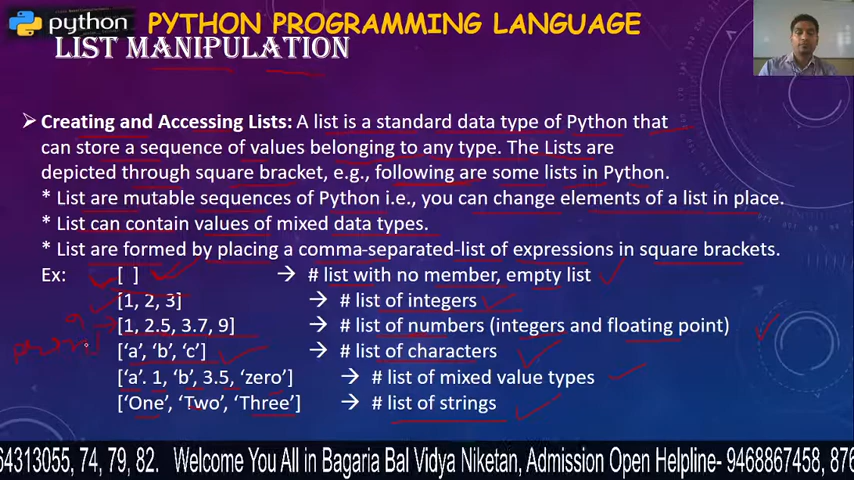 python PYTHON PROGRAMMING LANGUAGE
LIST MANIPULATION
➢ Creating and Accessing Lists: A list is a standard data type of Python that
can store a sequence of values belonging to any type. The Lists are
depicted through square bracket, e.g., following are some lists in Python.
* List are mutable sequences of Python i.e., you can change elements of a list in place.
* List can contain values of mixed data types.
* List are formed by placing a comma-separated-list of expressions in square brackets.
Ex: [ ] → # list with no member, empty list
[1, 2, 3] → # list of integers
[1, 2.5, 3.7, 9] → # list of numbers (integers and floating point)
[‘a’, ‘b’, ‘c’] → # list of characters
[‘a’. 1, ‘b’, 3.5, ‘zero’] → # list of mixed value types
[‘One’, ‘Two’, ‘Three’] → # list of strings
64313055, 74, 79, 82. Welcome You All in Bagaria Bal Vidya Niketan, Admission Open Helpline- 9468867458, 876